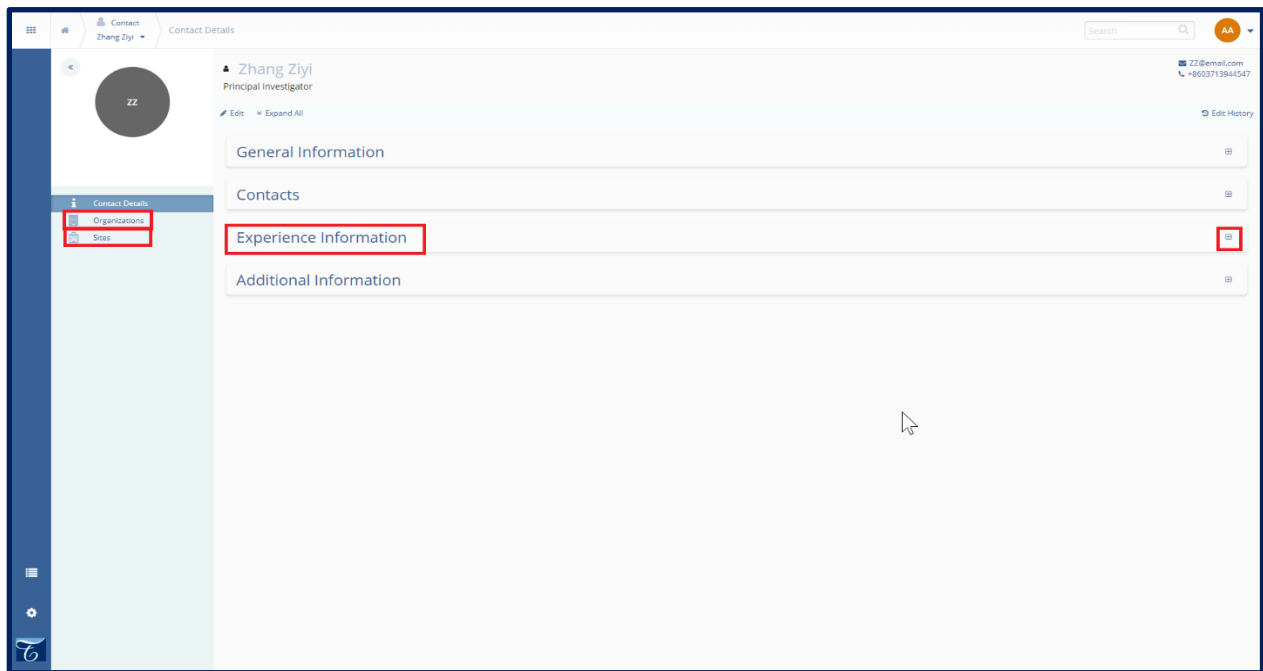 Contact
Zhang Ziyi
Contact Details
Search
AA
ZZ
Zhang Ziyi
Principal Investigator
ZZ@email.com
+8603713944547
Edit
Expand All
Edit History
General Information
Contacts
Experience Information
Additional Information
Contact Details
Organizations
Sites